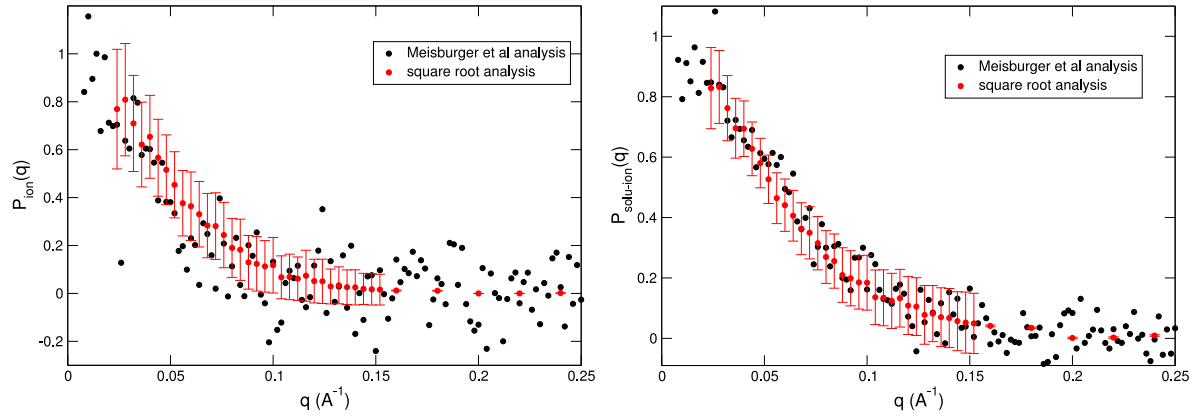 P_ion(q)
1
0.8
0.6
0.4
0.2
0
-0.2
Meisburger et al analysis
square root analysis
0 0.05 0.1 0.15 0.2 0.25
q (A^-1)
P_solu-ion(q)
1
0.8
0.6
0.4
0.2
0
Meisburger et al analysis
square root analysis
0 0.05 0.1 0.15 0.2 0.25
q (A^-1)